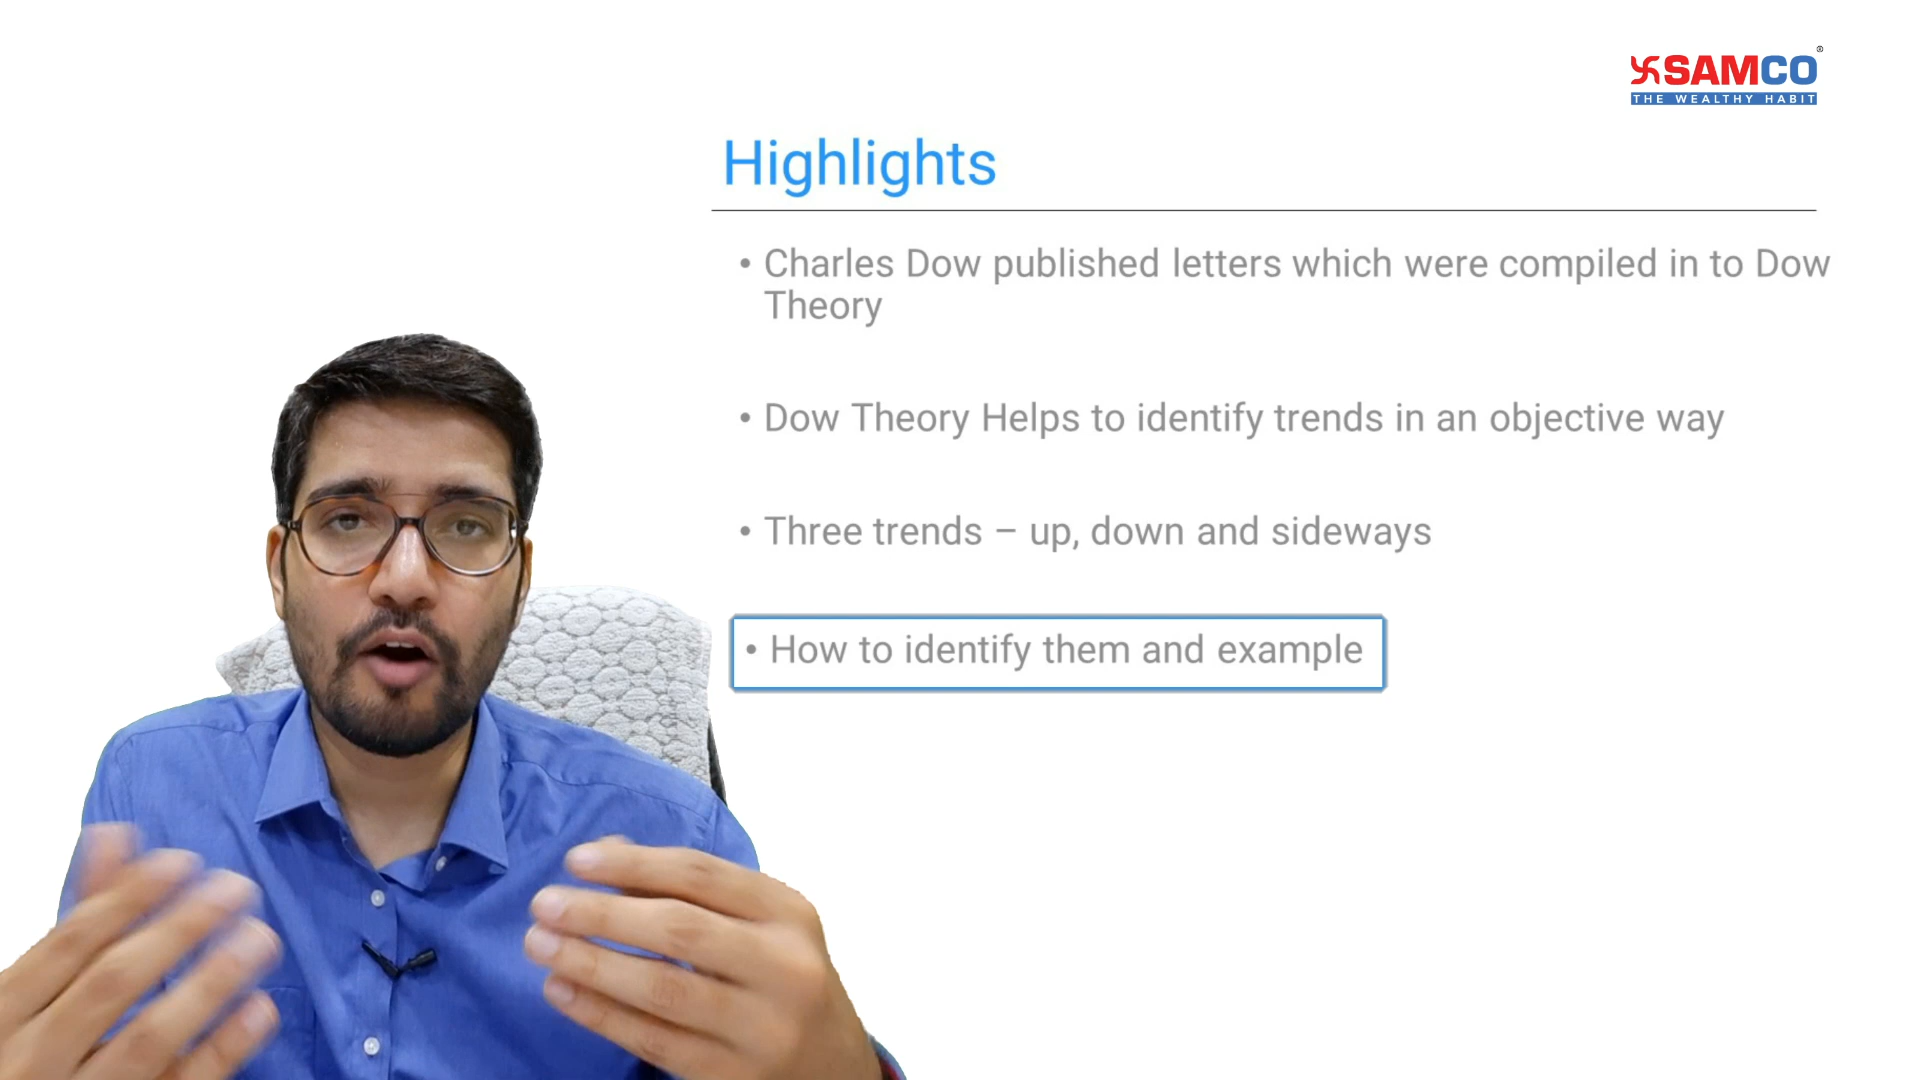 SAMCO®
THE WEALTHY HABIT
Highlights
• Charles Dow published letters which were compiled in to Dow
Theory
• Dow Theory Helps to identify trends in an objective way
• Three trends – up, down and sideways
• How to identify them and example